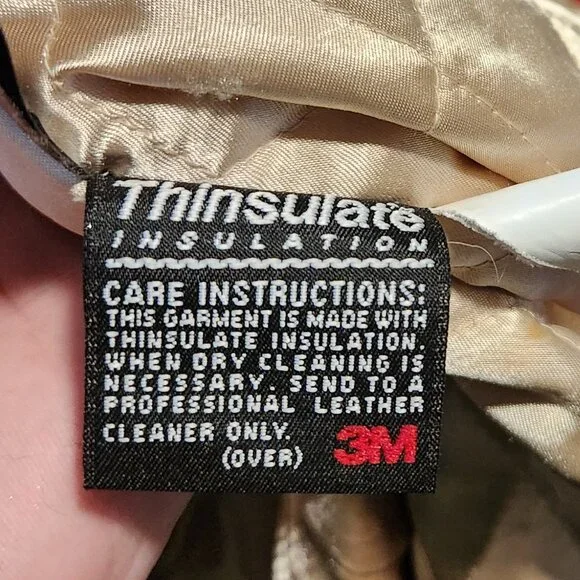 Thinsulate
INSULATION
CARE INSTRUCTIONS:
THIS GARMENT IS MADE WITH
THINSULATE INSULATION.
WHEN DRY CLEANING IS
NECESSARY. SEND TO A
PROFESSIONAL LEATHER
CLEANER ONLY.
(OVER) 3M